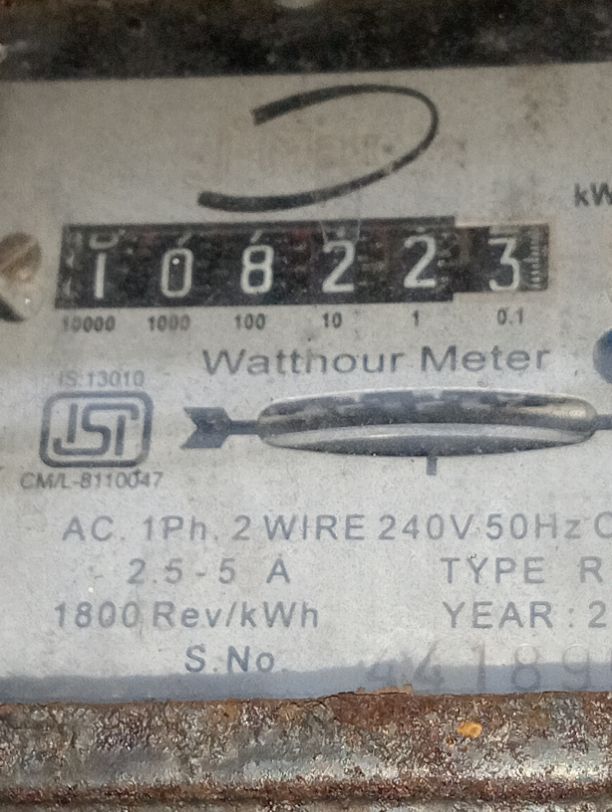 kW
1 0 8 2 2 3
10000 1000 100 10 1 0.1
Watthour Meter
IS:13010
ISI
CM/L-8110047
AC. 1Ph. 2 WIRE 240V 50Hz C
2.5-5 A TYPE R
1800 Rev/kWh YEAR : 2
S.No. 44189